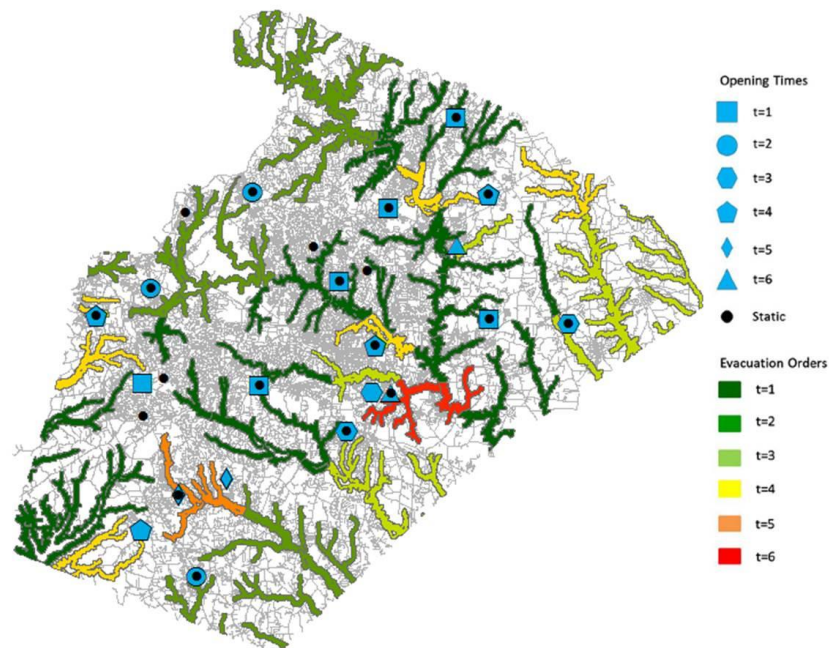 Opening Times
t=1
t=2
t=3
t=4
t=5
t=6
Static
Evacuation Orders
t=1
t=2
t=3
t=4
t=5
t=6